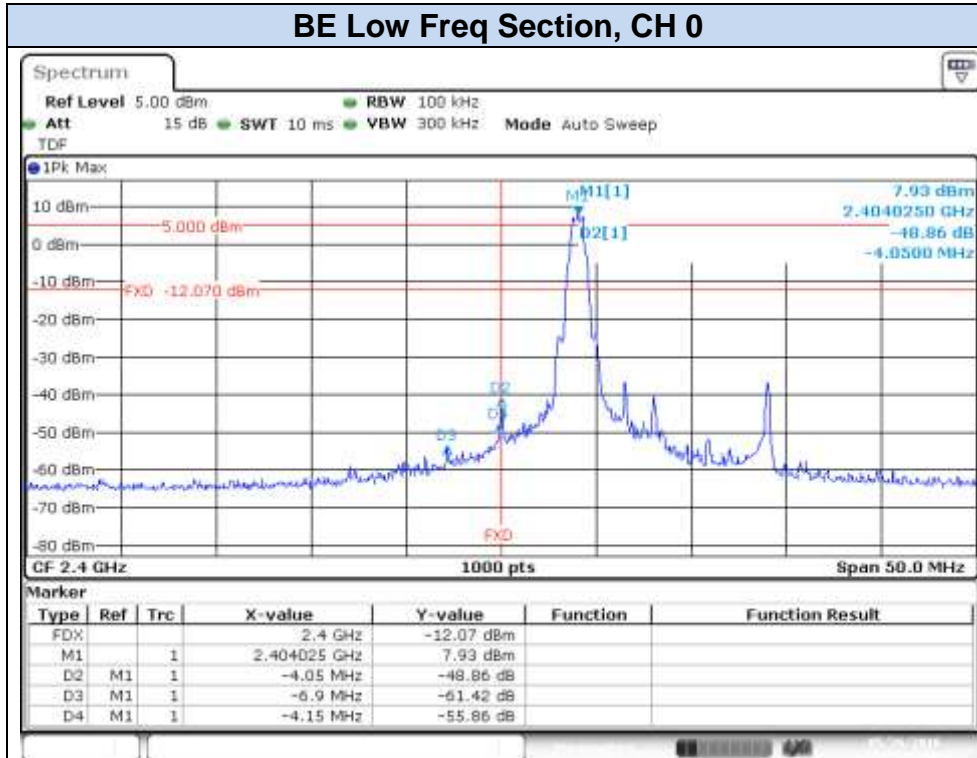 BE Low Freq Section, CH 0
Spectrum
Ref Level 5.00 dBm RBW 100 kHz
Att 15 dB SWT 10 ms VBW 300 kHz Mode Auto Sweep
TDF
1Pk Max
M1 M1[1] 7.93 dBm
2.4040250 GHz
D2[1] -48.86 dB
-4.0500 MHz
10 dBm
5.000 dBm
0 dBm
-10 dBm
FXD -12.070 dBm
-20 dBm
-30 dBm
-40 dBm
D2
-50 dBm
D3
-60 dBm
-70 dBm
FXD
-80 dBm
CF 2.4 GHz 1000 pts Span 50.0 MHz
Marker
Type Ref Trc X-value Y-value Function Function Result
FDX 2.4 GHz -12.07 dBm
M1 1 2.404025 GHz 7.93 dBm
D2 M1 1 -4.05 MHz -48.86 dB
D3 M1 1 -6.9 MHz -61.42 dB
D4 M1 1 -4.15 MHz -55.86 dB